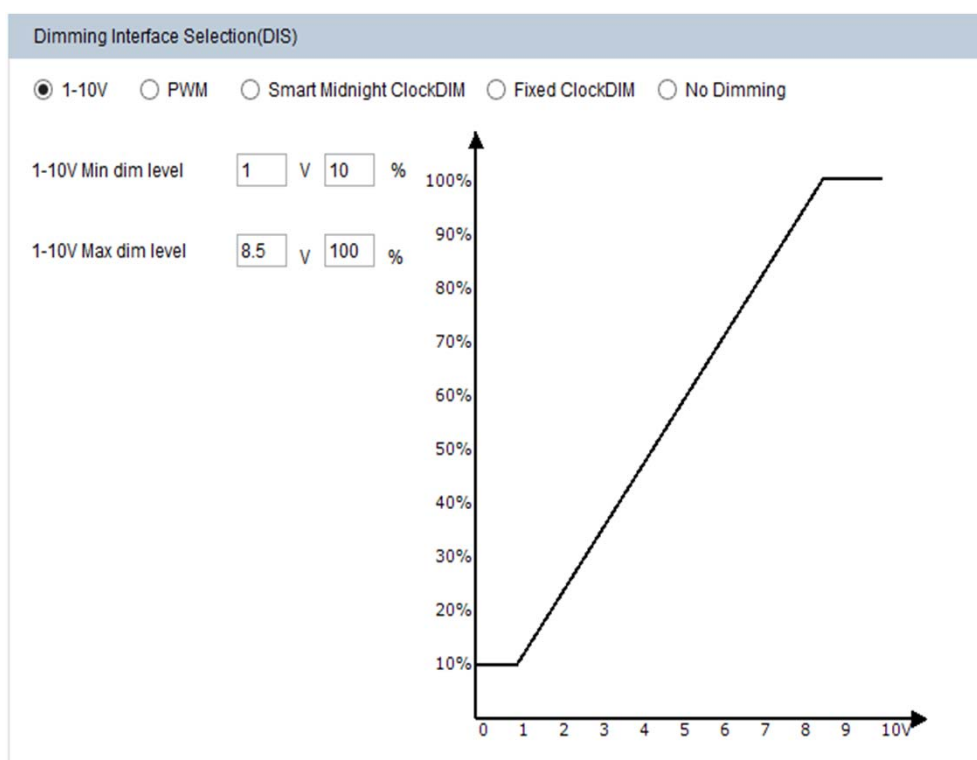 Dimming Interface Selection(DIS)
1-10V PWM Smart Midnight ClockDIM Fixed ClockDIM No Dimming
1-10V Min dim level 1 V 10 %
1-10V Max dim level 8.5 V 100 %
100%
90%
80%
70%
60%
50%
40%
30%
20%
10%
0 1 2 3 4 5 6 7 8 9 10V